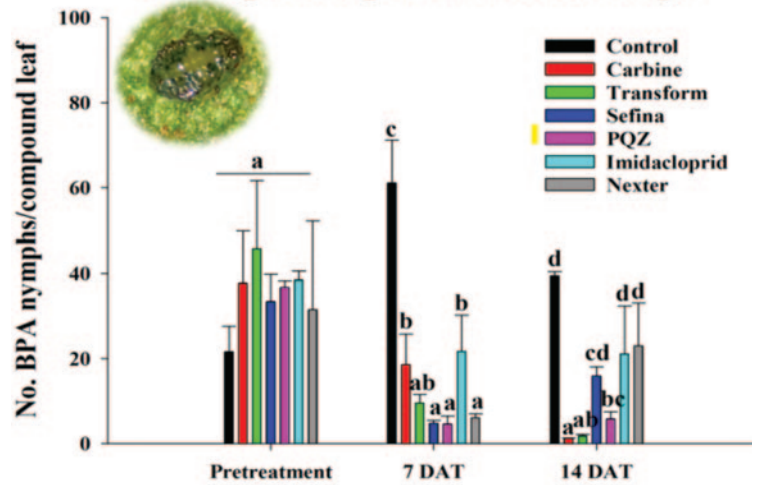 No. BPA nymphs/compound leaf
100
80
60
40
20
0
Control
Carbine
Transform
Sefina
PQZ
Imidacloprid
Nexter
a
c
b
ab
a
a
b
a
d
a
ab
cd
bc
d
d
Pretreatment
7 DAT
14 DAT